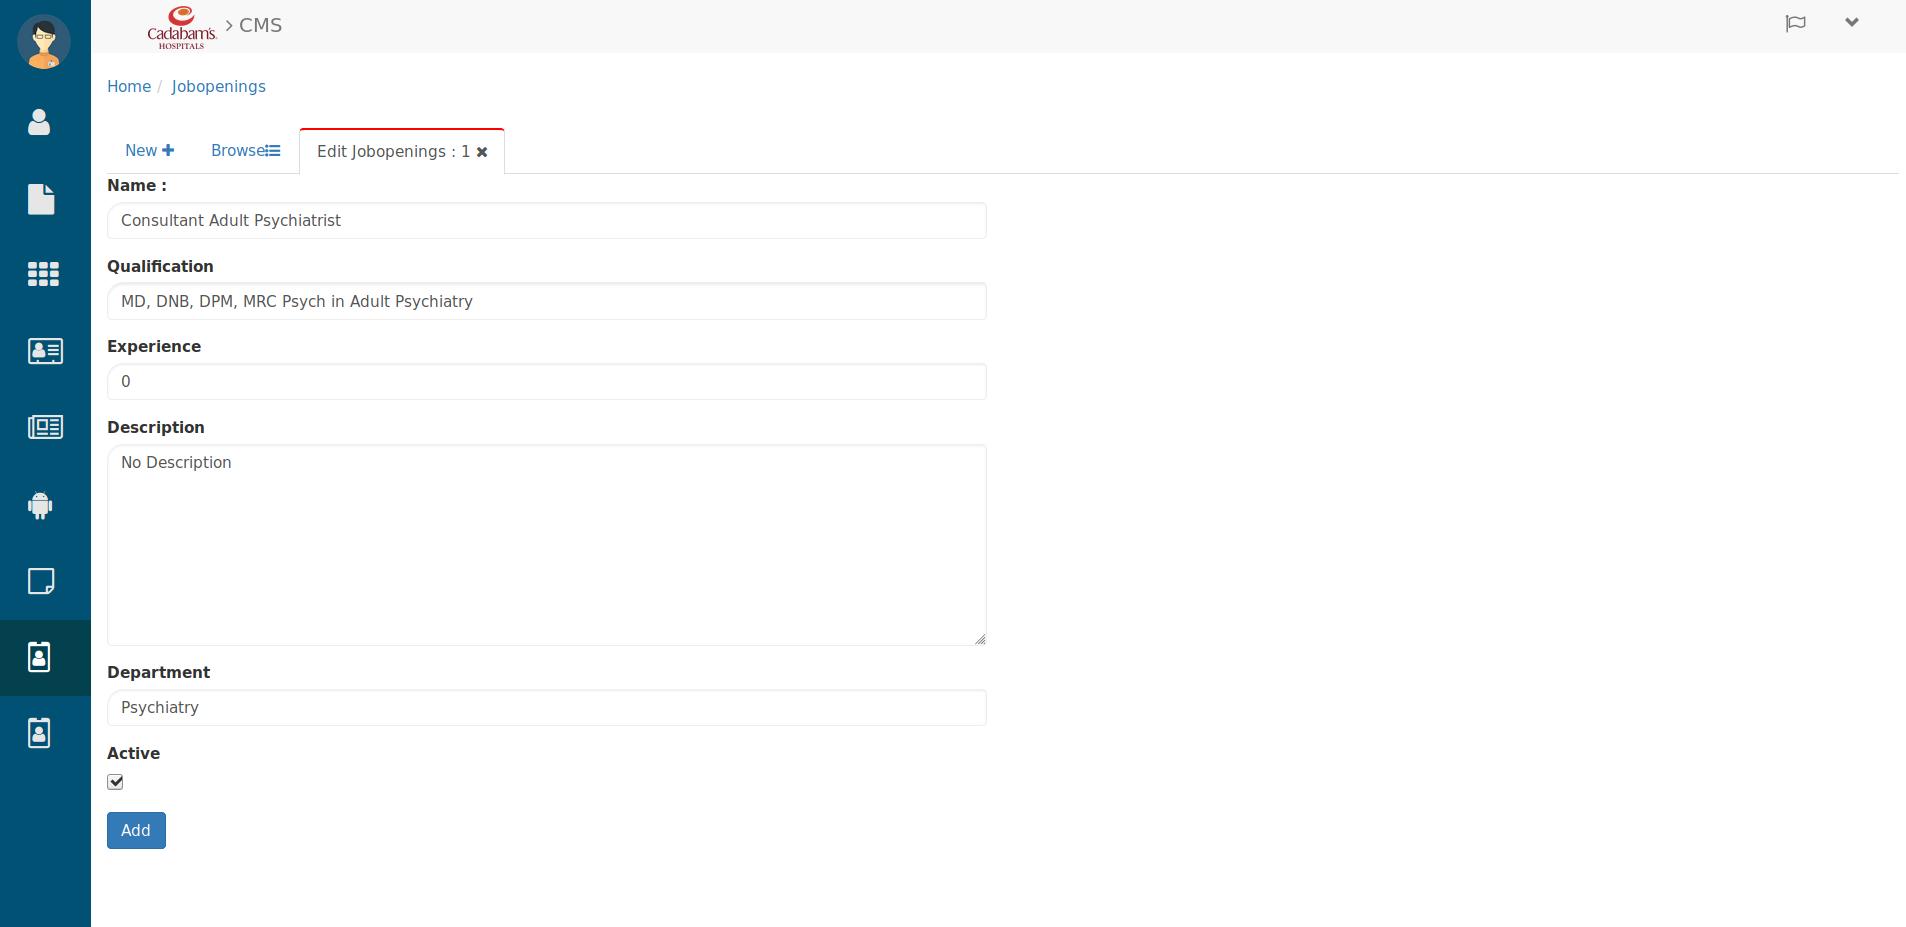 Cadabam's
HOSPITALS
CMS
Home / Jobopenings
New Browse Edit Jobopenings : 1
Name :
Consultant Adult Psychiatrist
Qualification
MD, DNB, DPM, MRC Psych in Adult Psychiatry
Experience
0
Description
No Description
Department
Psychiatry
Active
Add